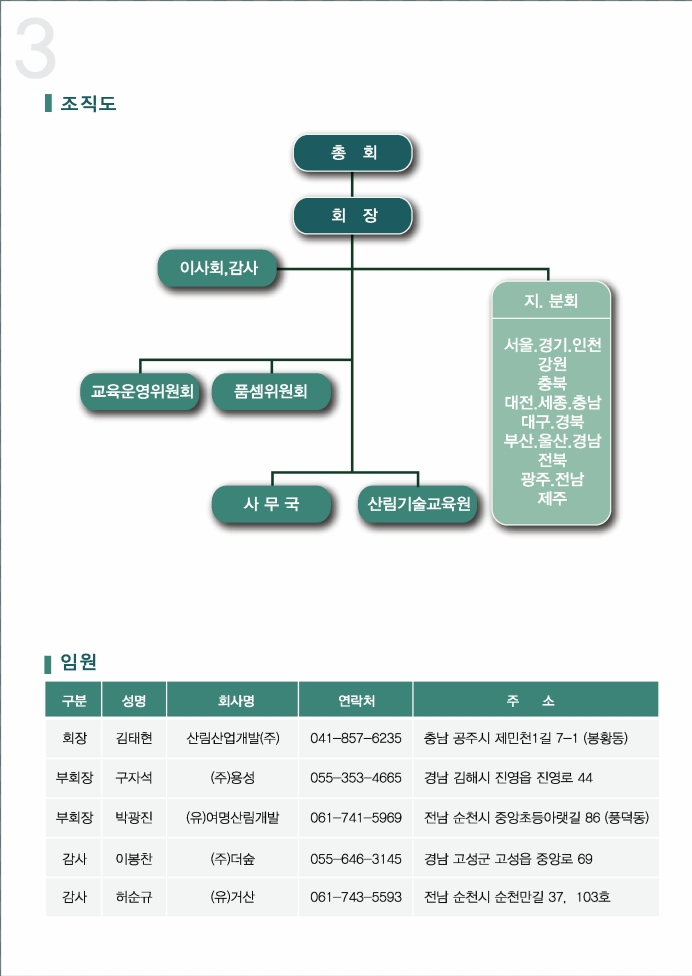 3
조직도
총 회
회 장
이사회,감사
지. 분회
서울.경기.인천
강원
충북
대전.세종.충남
대구.경북
부산.울산.경남
전북
광주.전남
제주
교육운영위원회 품셈위원회
사 무 국 산림기술교육원
임원
구분 성명 회사명 연락처 주 소
회장 김태현 산림산업개발(주) 041-857-6235 충남 공주시 제민천1길 7-1 (봉황동)
부회장 구자석 (주)용성 055-353-4665 경남 김해시 진영읍 진영로 44
부회장 박광진 (유)여명산림개발 061-741-5969 전남 순천시 중앙초등아랫길 86 (풍덕동)
감사 이봉찬 (주)더숲 055-646-3145 경남 고성군 고성읍 중앙로 69
감사 허순규 (유)거산 061-743-5593 전남 순천시 순천만길 37, 103호